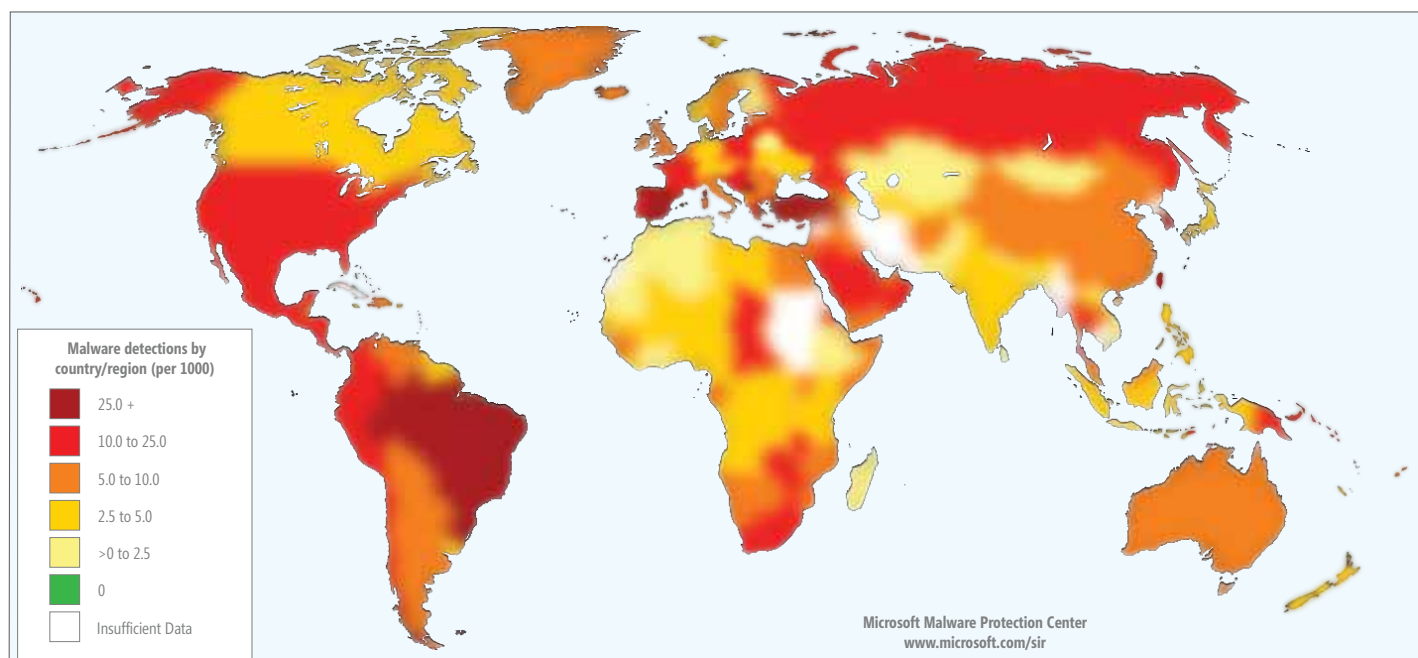 Malware detections by
country/region (per 1000)
25.0 +
10.0 to 25.0
5.0 to 10.0
2.5 to 5.0
>0 to 2.5
0
Insufficient Data
Microsoft Malware Protection Center
www.microsoft.com/sir